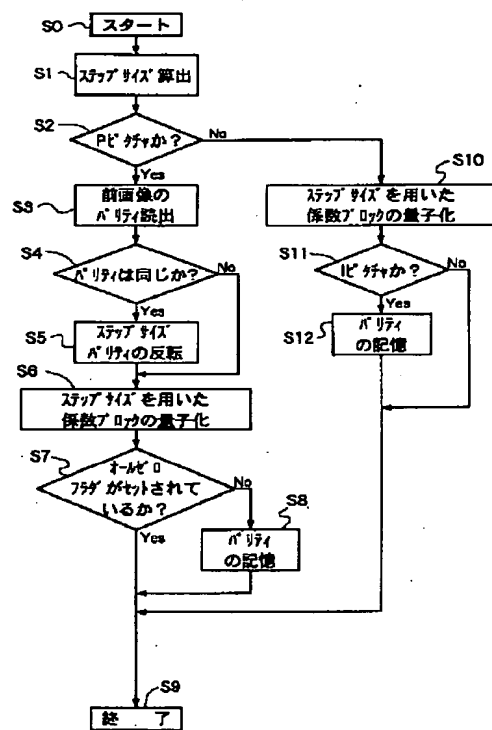 S0
スタート
S1
ステップサイズ算出
S2
Pピクチャか?
No
Yes
S10
ステップサイズを用いた
係数ブロックの量子化
S3
前画像の
パリティ読出
S11
Iピクチャか?
No
Yes
S4
パリティは同じか?
No
Yes
S12
パリティ
の記憶
S5
ステップサイズ
パリティの反転
S6
ステップサイズを用いた
係数ブロックの量子化
S7
オールゼロ
フラグがセットされて
いるか?
No
Yes
S8
パリティ
の記憶
S9
終 了